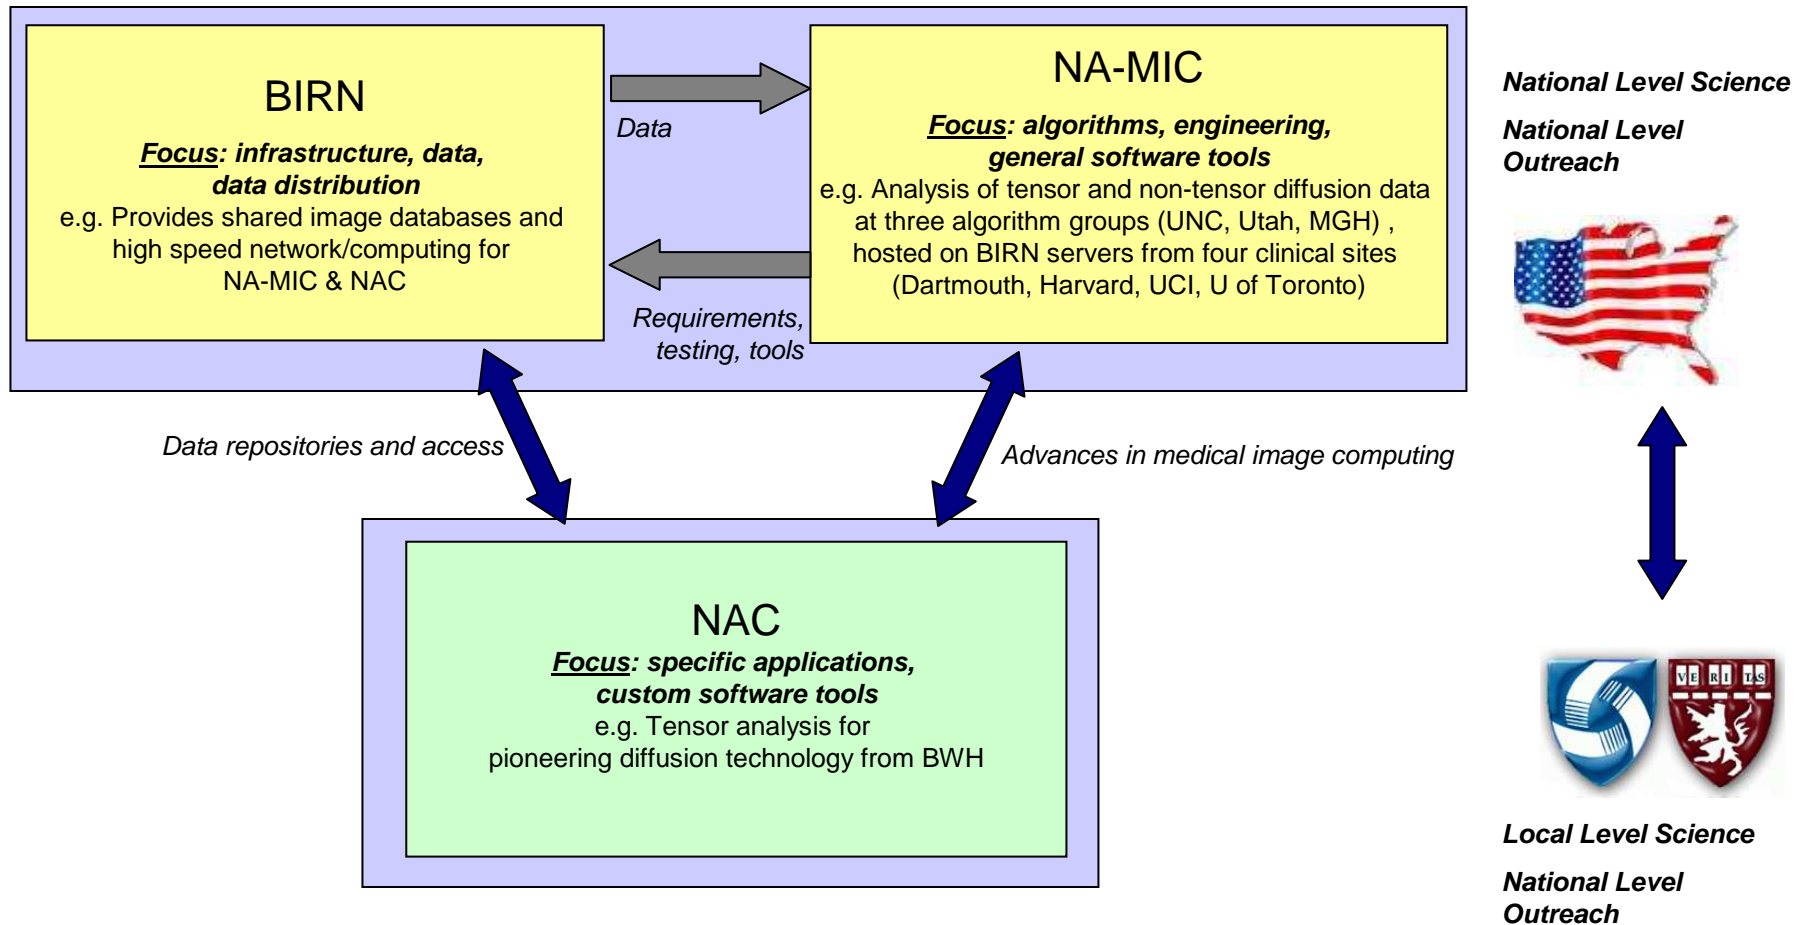 BIRN
Focus: infrastructure, data,
data distribution
e.g. Provides shared image databases and
high speed network/computing for
NA-MIC & NAC
Data
Requirements,
testing, tools
NA-MIC
Focus: algorithms, engineering,
general software tools
e.g. Analysis of tensor and non-tensor diffusion data
at three algorithm groups (UNC, Utah, MGH) ,
hosted on BIRN servers from four clinical sites
(Dartmouth, Harvard, UCI, U of Toronto)
National Level Science
National Level
Outreach
Data repositories and access
Advances in medical image computing
NAC
Focus: specific applications,
custom software tools
e.g. Tensor analysis for
pioneering diffusion technology from BWH
VE RI TAS
Local Level Science
National Level
Outreach